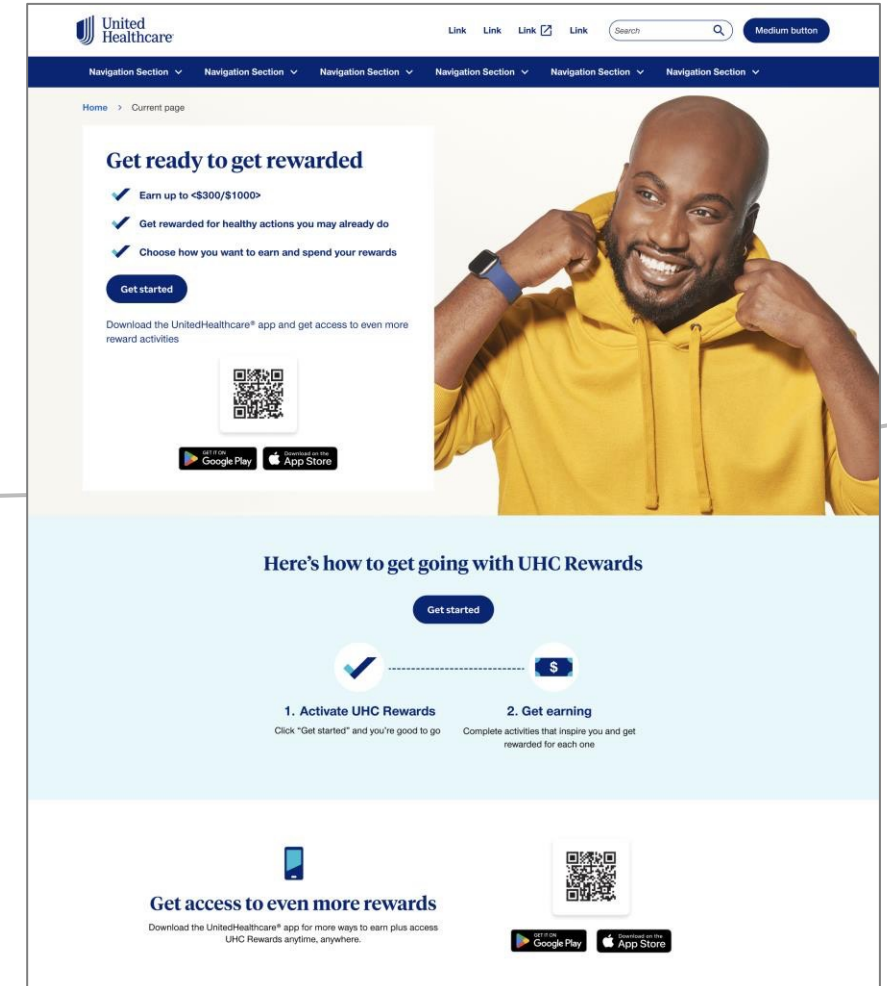 United
Healthcare
Link Link Link Link Search Medium button
Navigation Section Navigation Section Navigation Section Navigation Section Navigation Section Navigation Section
Home > Current page
Get ready to get rewarded
Earn up to <$300/$1000>
Get rewarded for healthy actions you may already do
Choose how you want to earn and spend your rewards
Get started
Download the UnitedHealthcare® app and get access to even more
reward activities
GET IT ON
Google Play
Download on the
App Store
Here's how to get going with UHC Rewards
Get started
$
1. Activate UHC Rewards
Click "Get started" and you're good to go
2. Get earning
Complete activities that inspire you and get
rewarded for each one
Get access to even more rewards
Download the UnitedHealthcare® app for more ways to earn plus access
UHC Rewards anytime, anywhere.
GET IT ON
Google Play
Download on the
App Store